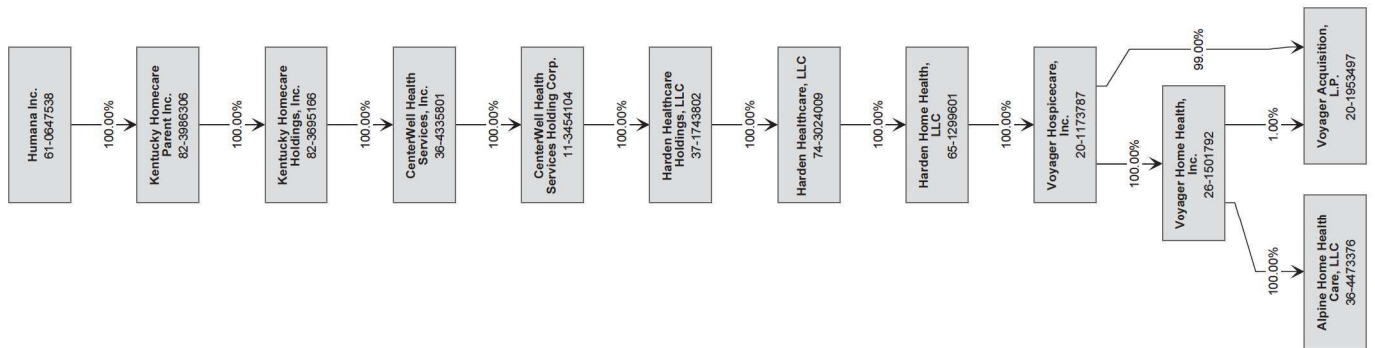 Humana Inc.
61-0647538
100.00%
Kentucky Homecare
Parent Inc.
82-3986306
100.00%
Kentucky Homecare
Holdings, Inc.
82-3695166
100.00%
CenterWell Health
Services, Inc.
36-4335801
100.00%
CenterWell Health
Services Holding Corp.
11-3454104
100.00%
Harden Healthcare
Holdings, LLC
37-1743802
100.00%
Harden Healthcare, LLC
74-3024009
100.00%
Harden Home Health,
LLC
65-1299601
100.00%
Voyager Hospicecare,
Inc.
20-1173787
100.00%
99.00%
Voyager Home Health,
Inc.
26-1501792
100.00%
1.00%
Alpine Home Health
Care, LLC
36-4473376
Voyager Acquisition,
L.P.
20-1953497